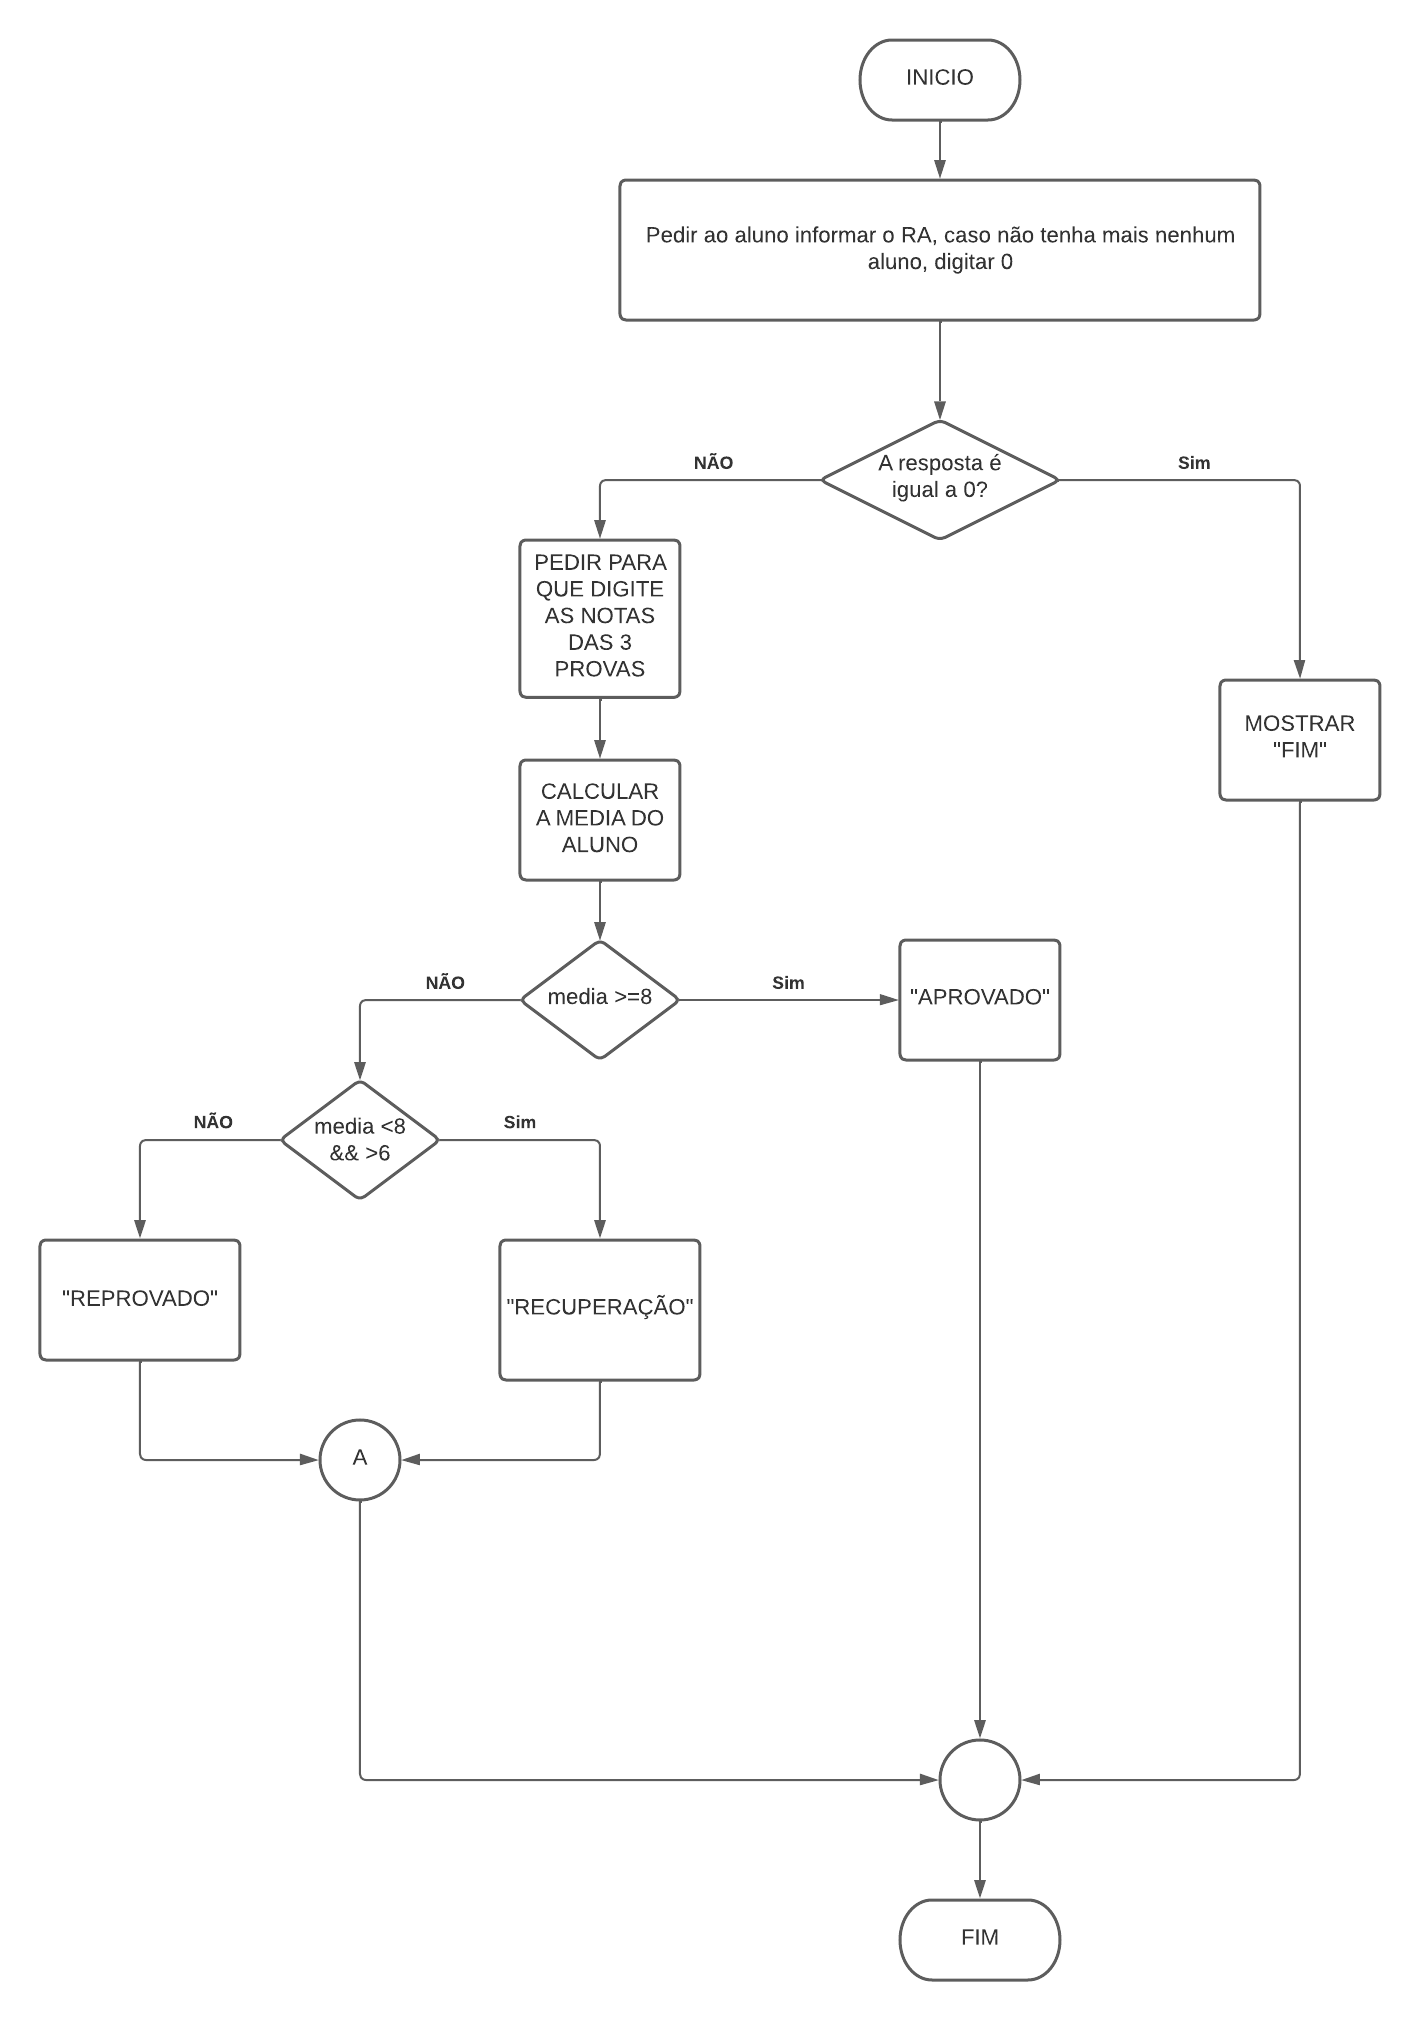 INICIO
Pedir ao aluno informar o RA, caso não tenha mais nenhum
aluno, digitar 0
A resposta é
igual a 0?
NÃO
Sim
PEDIR PARA
QUE DIGITE
AS NOTAS
DAS 3
PROVAS
MOSTRAR
"FIM"
CALCULAR
A MEDIA DO
ALUNO
media >=8
NÃO
Sim
"APROVADO"
media <8
&& >6
NÃO
Sim
"REPROVADO"
"RECUPERAÇÃO"
A
FIM